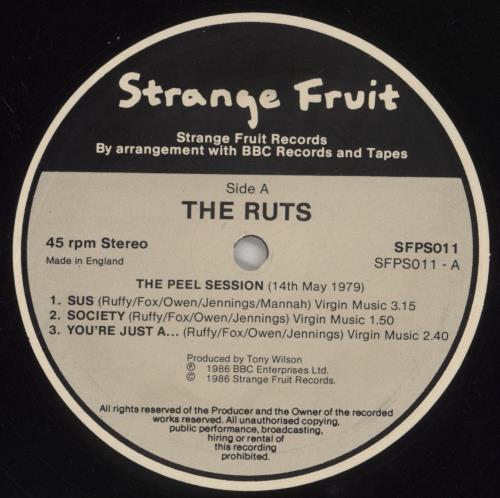 Strange Fruit
Strange Fruit Records
By arrangement with BBC Records and Tapes
Side A
THE RUTS
45 rpm Stereo
SFPS011
Made in England
SFPS011 - A
THE PEEL SESSION (14th May 1979)
1. SUS (Ruffy/Fox/Owen/Jennings/Mannah) Virgin Music 3.15
2. SOCIETY (Ruffy/Fox/Owen/Jennings) Virgin Music 1.50
3. YOU'RE JUST A... (Ruffy/Fox/Owen/Jennings) Virgin Music 2.40
Produced by Tony Wilson
℗ 1986 BBC Enterprises Ltd.
© 1986 Strange Fruit Records.
All rights reserved of the Producer and the Owner of the recorded
works reserved. All unauthorised copying,
public performance, broadcasting,
hiring or rental of
this recording
prohibited.